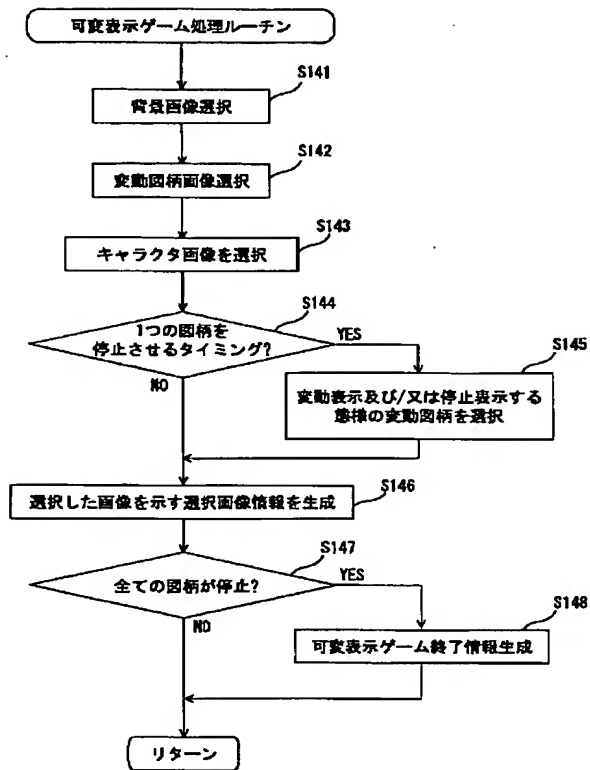 可変表示ゲーム処理ルーチン
S141
背景画像選択
S142
変動図柄画像選択
S143
キャラクタ画像を選択
S144
1つの図柄を
停止させるタイミング?
YES
NO
S145
変動表示及び/又は停止表示する
態様の変動図柄を選択
S146
選択した画像を示す選択画像情報を生成
S147
全ての図柄が停止?
YES
NO
S148
可変表示ゲーム終了情報生成
リターン